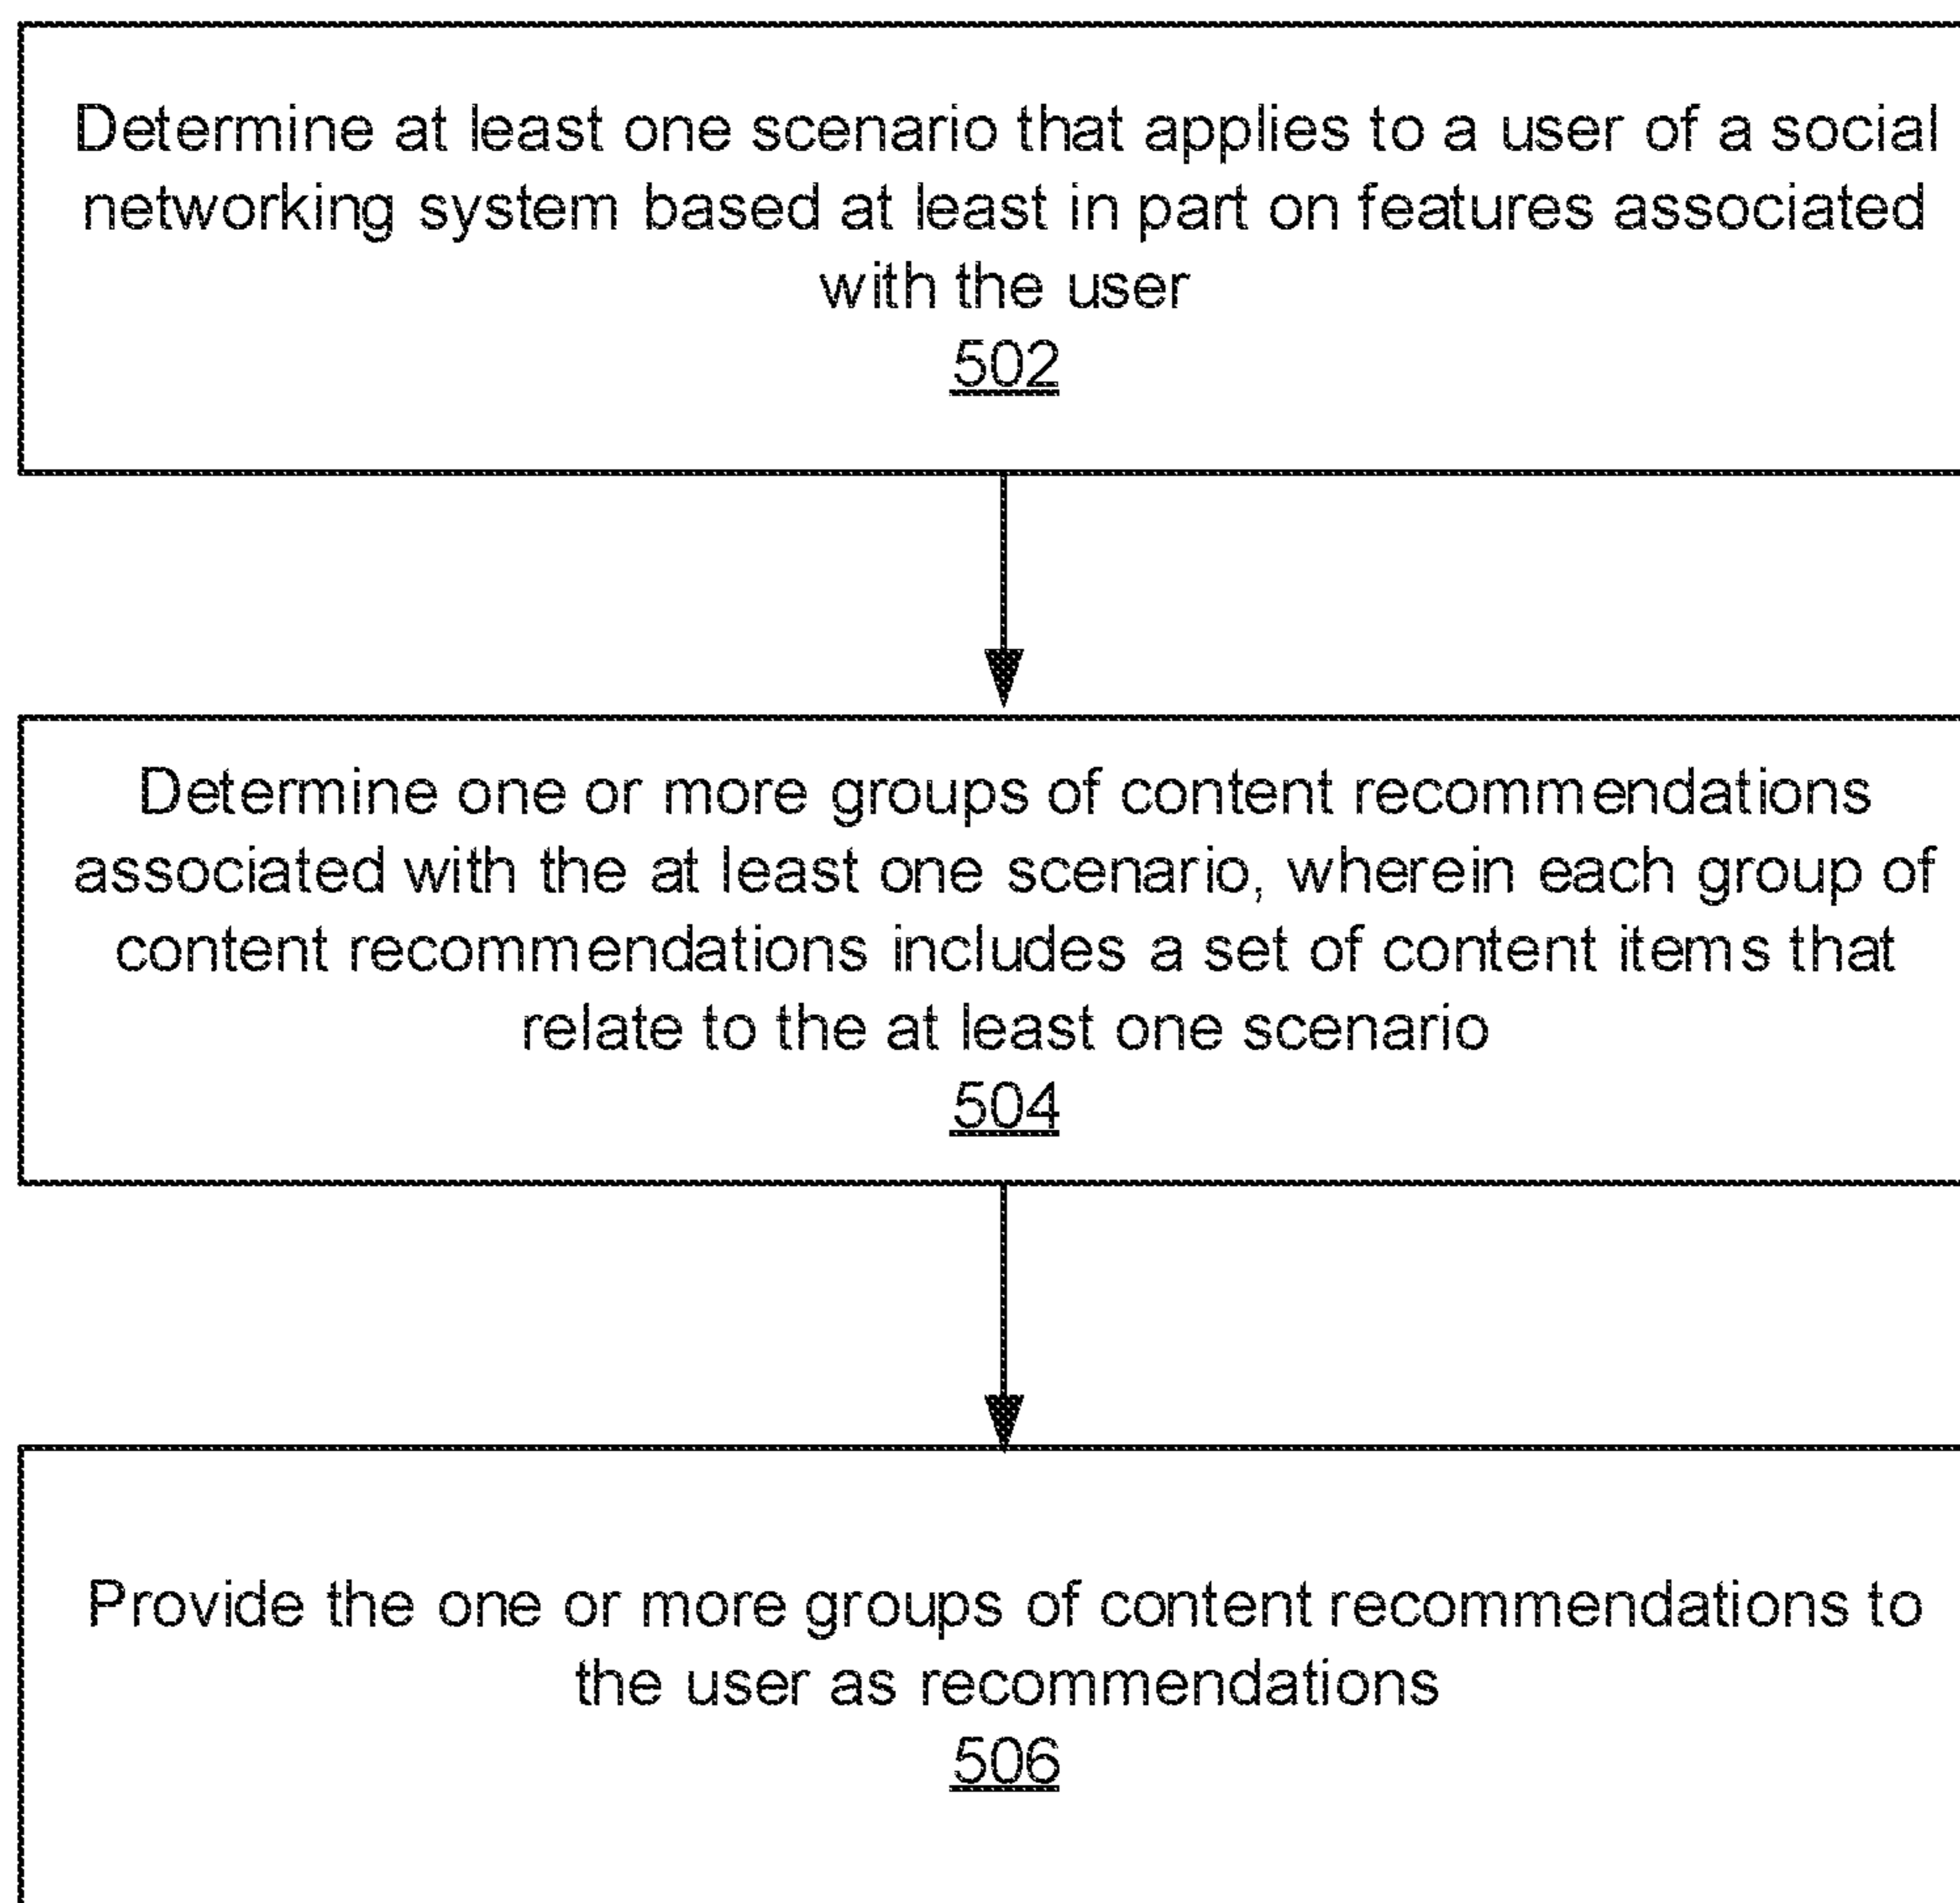 Determine at least one scenario that applies to a user of a social
networking system based at least in part on features associated
with the user
502
Determine one or more groups of content recommendations
associated with the at least one scenario, wherein each group of
content recommendations includes a set of content items that
relate to the at least one scenario
504
Provide the one or more groups of content recommendations to
the user as recommendations
506